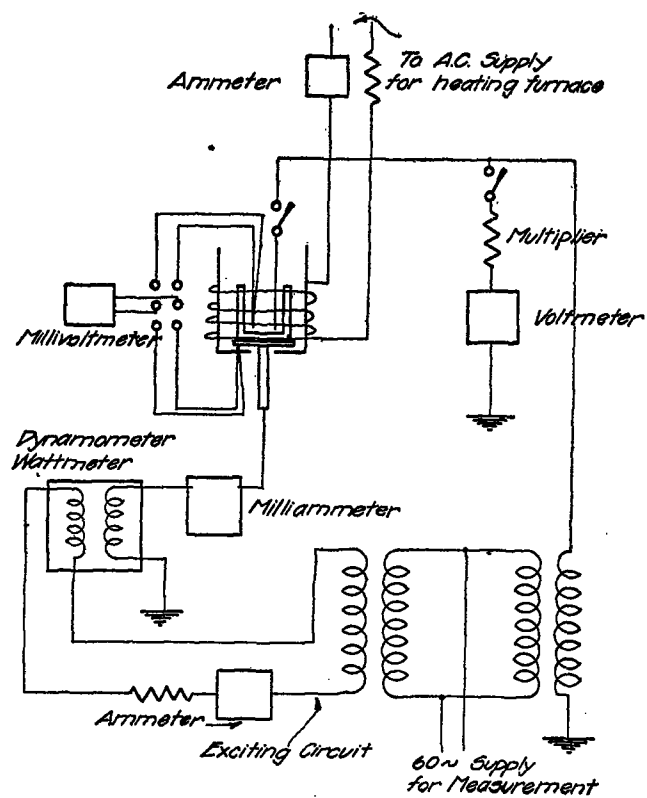 Ammeter
To A.C. Supply
for heating furnace
Multiplier
Voltmeter
Millivoltmeter
Dynamometer
Wattmeter
Milliammeter
Ammeter
Exciting Circuit
60~ Supply
for Measurement